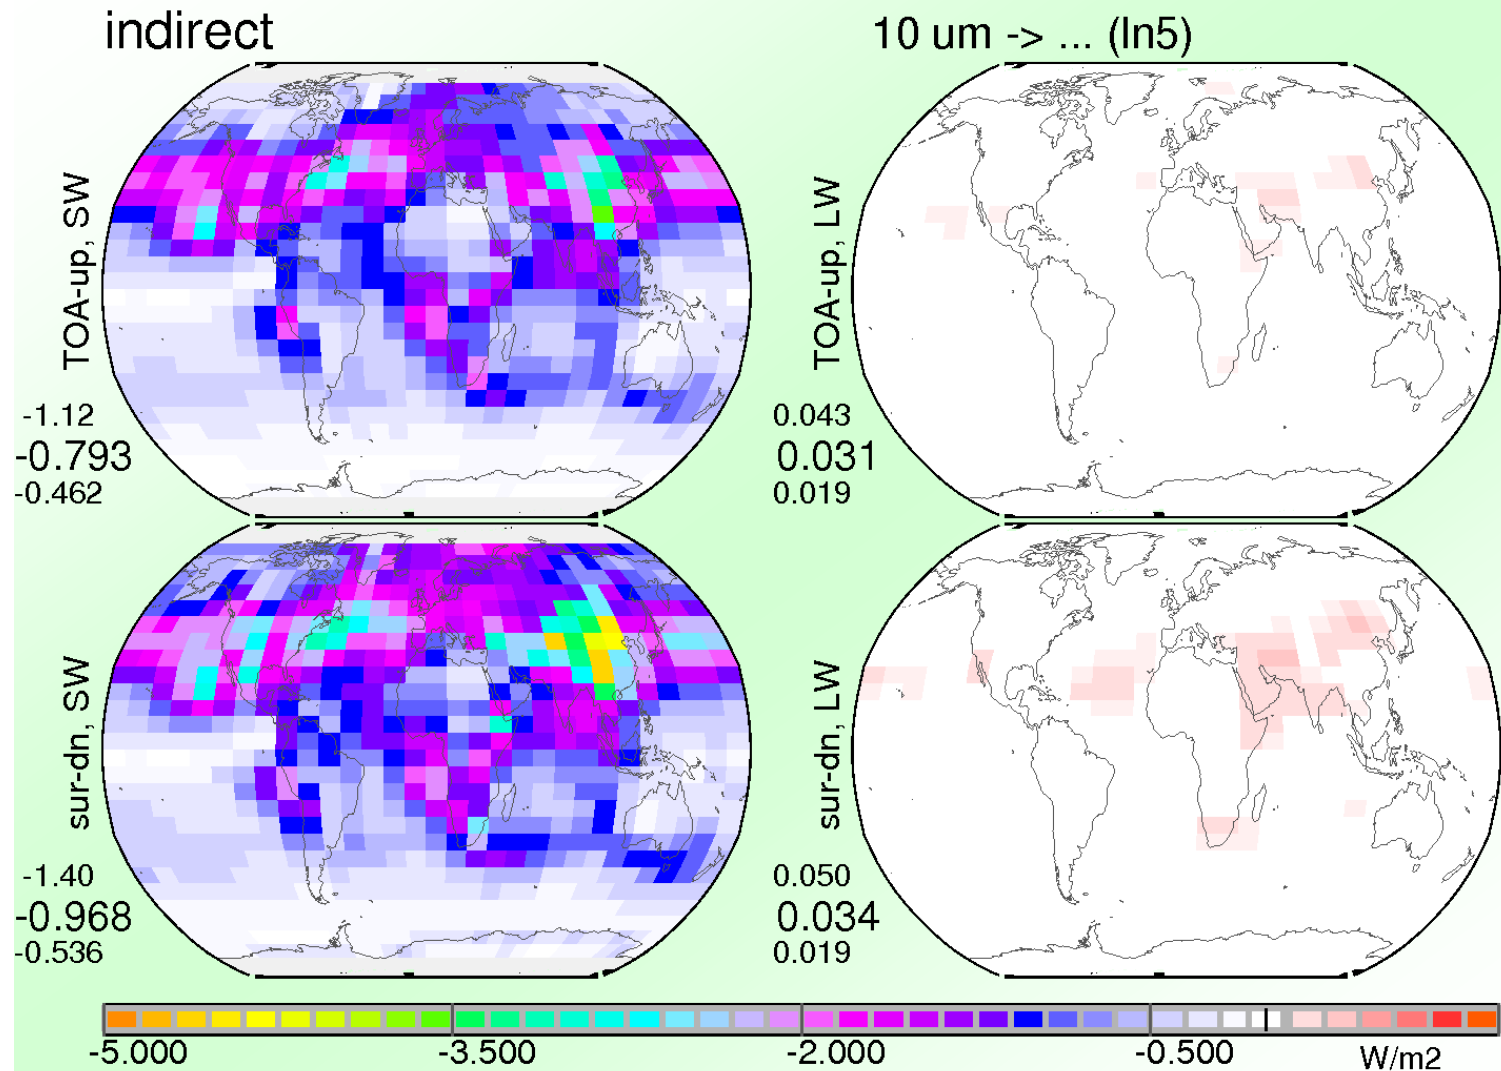 indirect
10 um -> ... (ln5)
TOA-up, SW
-1.12
-0.793
-0.462
TOA-up, LW
0.043
0.031
0.019
sur-dn, SW
-1.40
-0.968
-0.536
sur-dn, LW
0.050
0.034
0.019
-5.000 -3.500 -2.000 -0.500 W/m2